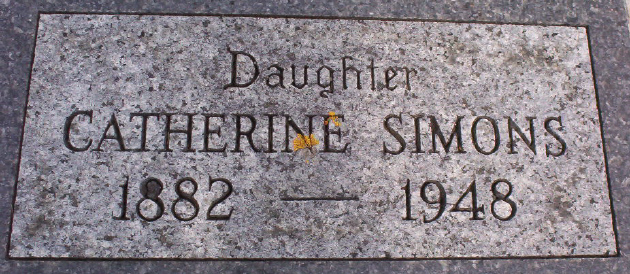 Daughter
CATHERINE SIMONS
1882 — 1948